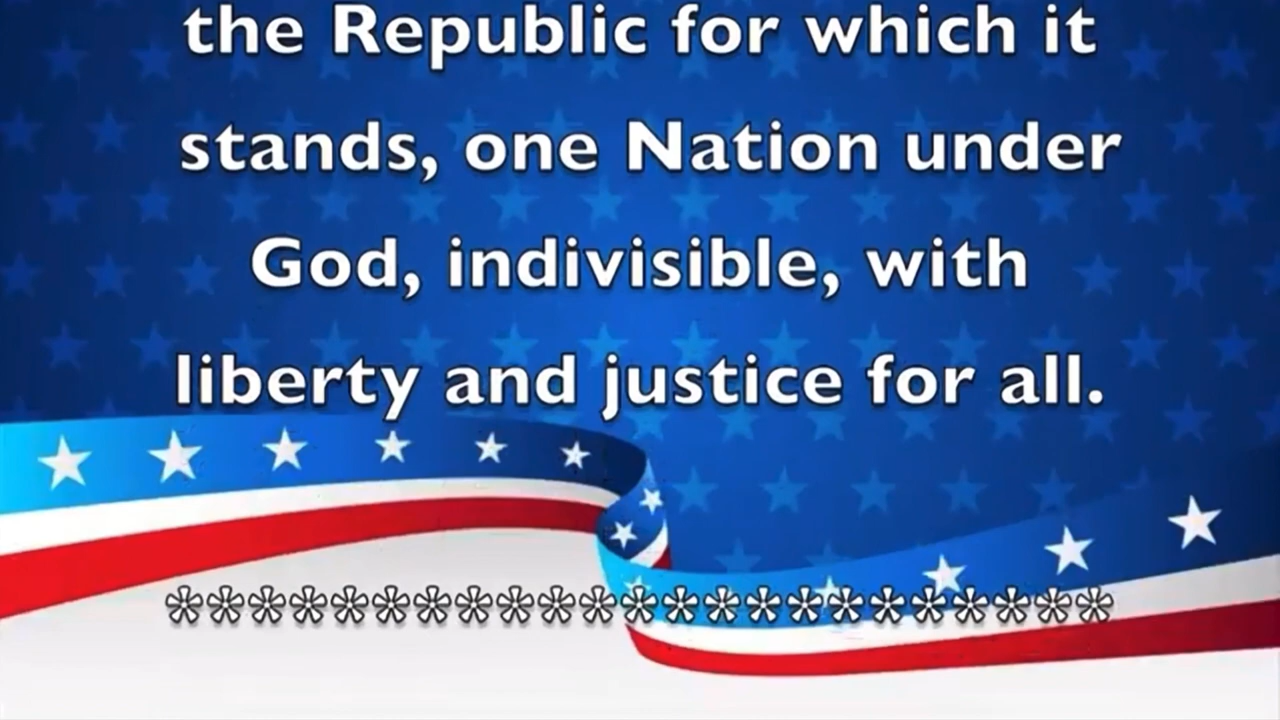 the Republic for which it
stands, one Nation under
God, indivisible, with
liberty and justice for all.
***********************